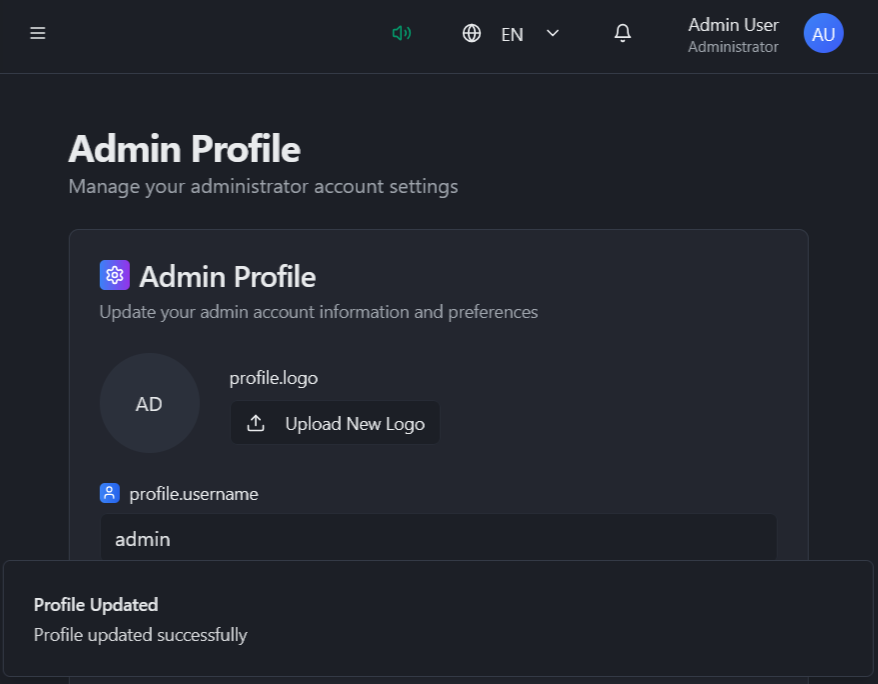 EN
Admin User
Administrator
AU
Admin Profile
Manage your administrator account settings
Admin Profile
Update your admin account information and preferences
AD
profile.logo
Upload New Logo
profile.username
admin
Profile Updated
Profile updated successfully